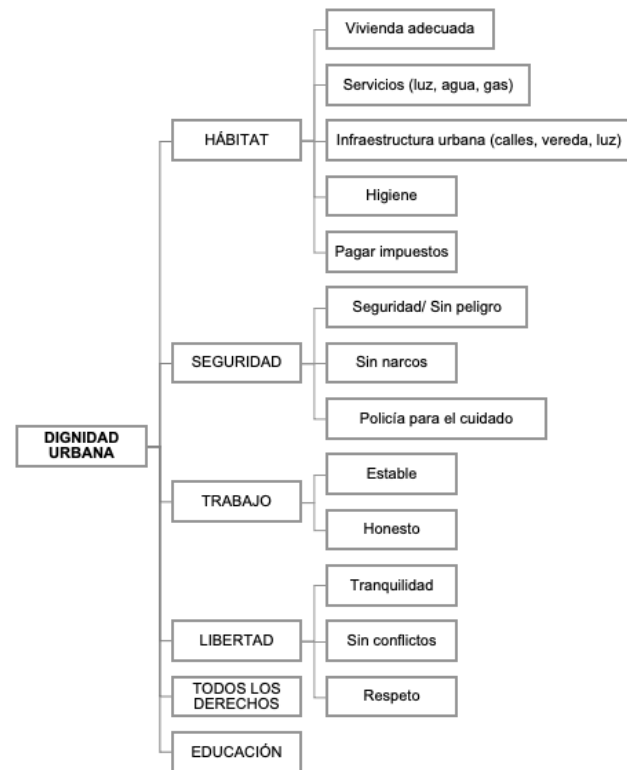 Vivienda adecuada
Servicios (luz, agua, gas)
HÁBITAT
Infraestructura urbana (calles, vereda, luz)
Higiene
Pagar impuestos
Seguridad/ Sin peligro
SEGURIDAD
Sin narcos
Policía para el cuidado
DIGNIDAD
URBANA
Estable
TRABAJO
Honesto
Tranquilidad
LIBERTAD
Sin conflictos
TODOS LOS
DERECHOS
Respeto
EDUCACIÓN